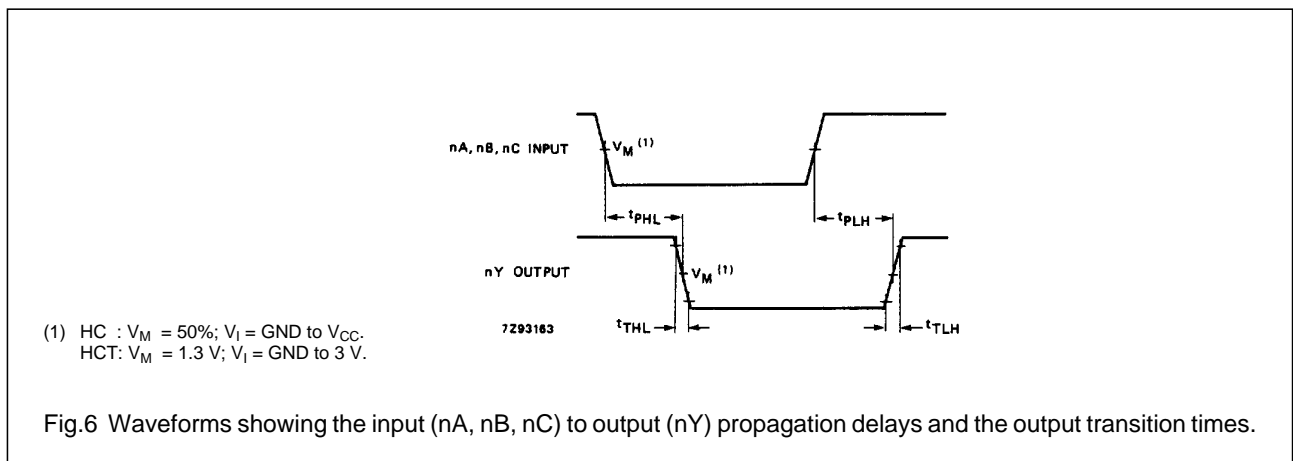 nA, nB, nC INPUT
VM (1)
tPHL
tPLH
nY OUTPUT
VM (1)
tTHL
tTLH
7Z93163
(1) HC : VM = 50%; VI = GND to VCC.
HCT: VM = 1.3 V; VI = GND to 3 V.
Fig.6 Waveforms showing the input (nA, nB, nC) to output (nY) propagation delays and the output transition times.